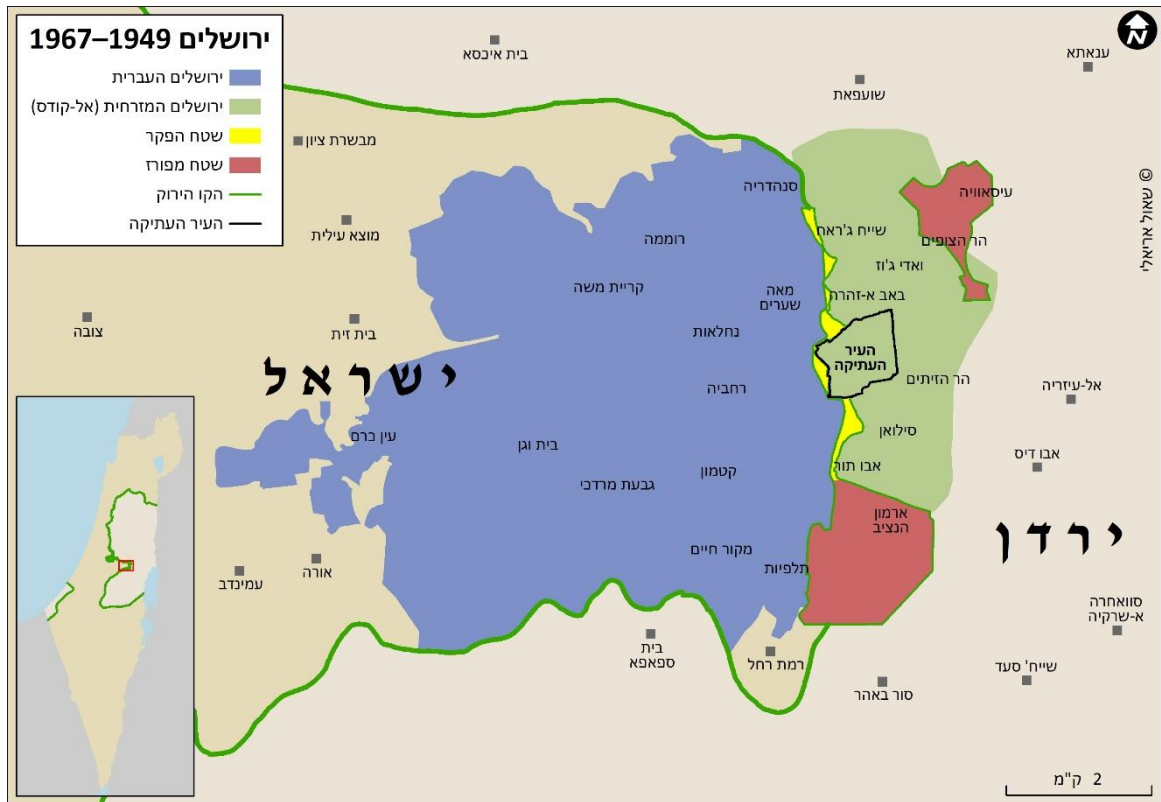 ירושלים 1949–1967
ירושלים העברית
ירושלים המזרחית (אל-קודס)
שטח הפקר
שטח מפורז
הקו הירוק
העיר העתיקה
N
בית איכסא
ענאתא
שועפאת
© שאול אריאלי
מבשרת ציון
סנהדריה
עיסאוויה
מוצא עילית
רוממה
שייח ג'ראח
הר הצופים
ואדי ג'וז
קריית משה
מאה
שערים
באב א-זהרה
צובה
בית זית
נחלאות
העיר
העתיקה
ישראל
רחביה
הר הזיתים
אל-עיזריה
עין כרם
בית וגן
סילואן
אבו דיס
גבעת מרדכי
קטמון
אבו תור
ארמון
הנציב
ירדן
מקור חיים
תלפיות
אורה
עמינדב
סוואחרה
א-שרקיה
בית
ספאפא
רמת רחל
סור באהר
שייח' סעד
2 ק"מ